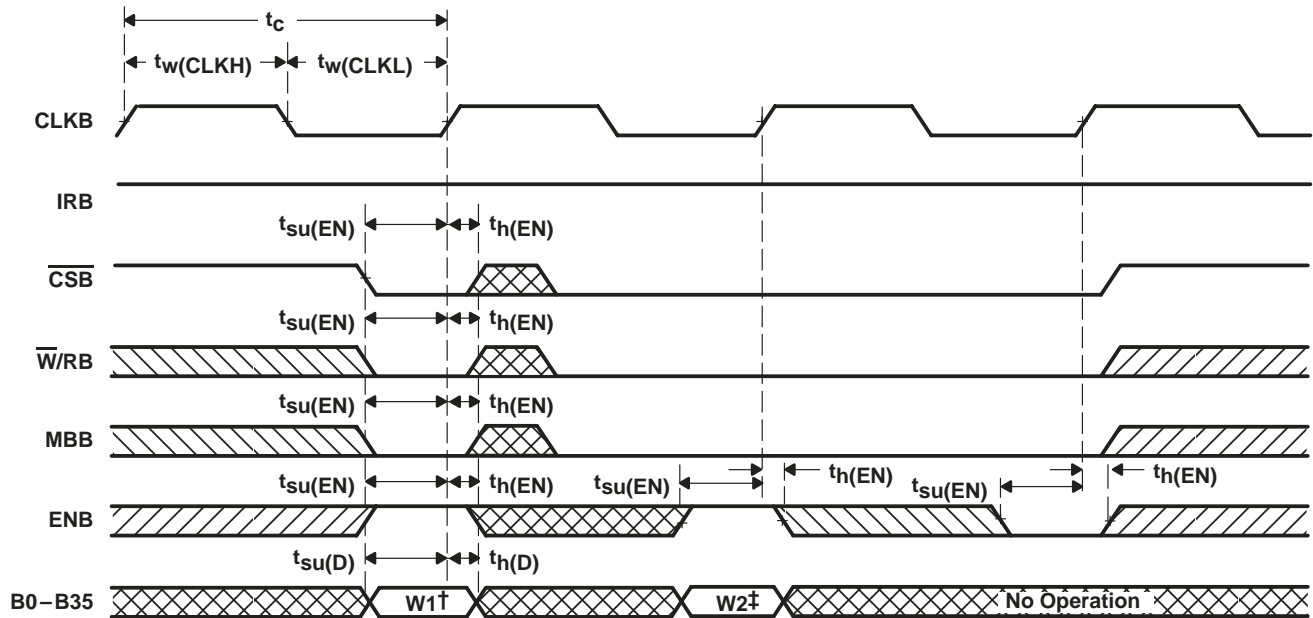 tc
tw(CLKH) tw(CLKL)
CLKB
IRB
tsu(EN) th(EN)
CSB
tsu(EN) th(EN)
W/RB
tsu(EN) th(EN)
MBB
tsu(EN) th(EN) tsu(EN) th(EN) tsu(EN) th(EN)
ENB
tsu(D) th(D)
B0–B35 W1† W2‡ No Operation